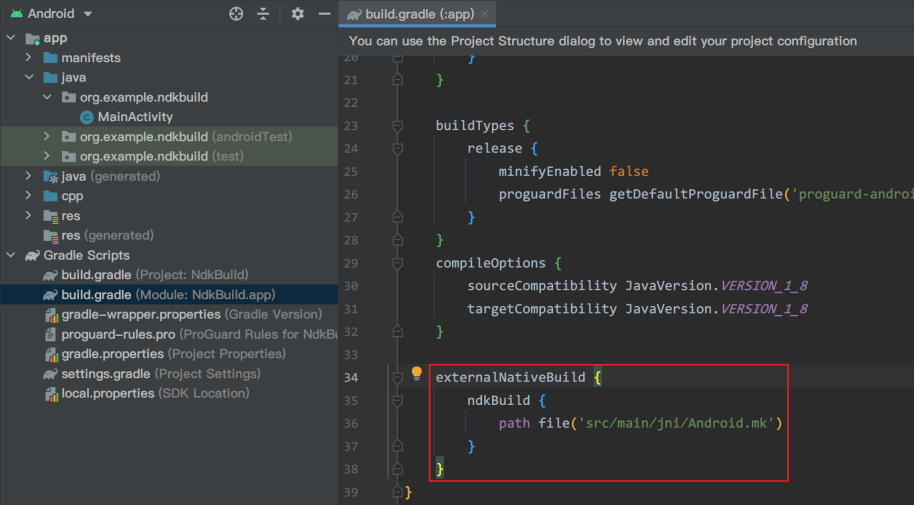 Android
app
manifests
java
org.example.ndkbuild
MainActivity
org.example.ndkbuild (androidTest)
org.example.ndkbuild (test)
java (generated)
cpp
res
res (generated)
Gradle Scripts
build.gradle (Project: NdkBuild)
build.gradle (Module: NdkBuild.app)
gradle-wrapper.properties (Gradle Version)
proguard-rules.pro (ProGuard Rules for NdkBu
gradle.properties (Project Properties)
settings.gradle (Project Settings)
local.properties (SDK Location)
build.gradle (:app)
You can use the Project Structure dialog to view and edit your project configuration
20 }
21 }
22
23 buildTypes {
24 release {
25 minifyEnabled false
26 proguardFiles getDefaultProguardFile('proguard-androi
27 }
28 }
29 compileOptions {
30 sourceCompatibility JavaVersion.VERSION_1_8
31 targetCompatibility JavaVersion.VERSION_1_8
32 }
33
34 externalNativeBuild {
35 ndkBuild {
36 path file('src/main/jni/Android.mk')
37 }
38 }
39 }